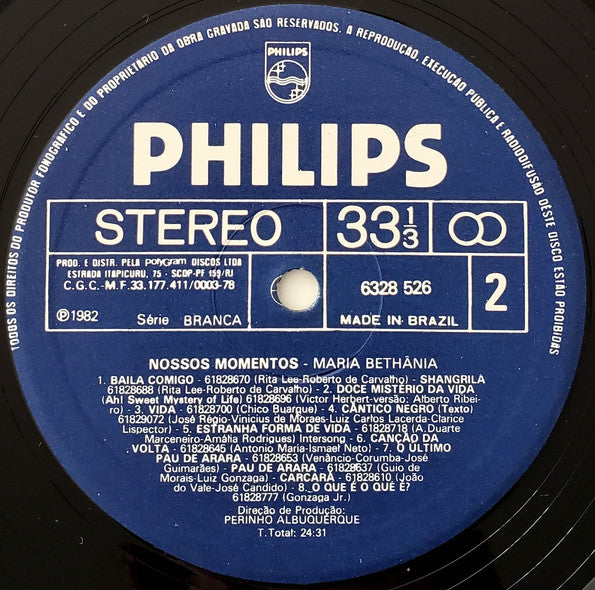 TODOS OS DIREITOS DO PRODUTOR FONOGRÁFICO E DO PROPRIETÁRIO DA OBRA GRAVADA SÃO RESERVADOS. A REPRODUÇÃO, EXECUÇÃO PÚBLICA E RADIODIFUSÃO DÊSTE DISCO ESTÃO PROIBIDAS
PHILIPS
PHILIPS
STEREO 33 1/3
PROD. E DISTR. PELA polygram DISCOS LTDA
ESTRADA ITAPICURU, 75 - SCDP-PF 159/RJ
C.G.C.-M.F. 33.177.411/0003-78
6328 526 2
℗1982 Série BRANCA MADE IN BRAZIL
NOSSOS MOMENTOS - MARIA BETHÂNIA
1. BAILA COMIGO - 61828670 (Rita Lee-Roberto de Carvalho) - SHANGRILÁ
61828688 (Rita Lee-Roberto de Carvalho) - 2. DOCE MISTÉRIO DA VIDA
(Ah! Sweet Mystery of Life) 61828696 (Victor Herbert-versão: Alberto Ribei-
ro) - 3. VIDA - 61828700 (Chico Buarque) - 4. CÂNTICO NEGRO (Texto)
61829072 (José Régio-Vinicius de Moraes-Luiz Carlos Lacerda-Clarice
Lispector) - 5. ESTRANHA FORMA DE VIDA - 61828718 (A. Duarte
Marceneiro-Amália Rodrigues) Intersong - 6. CANÇÃO DA
VOLTA - 61828645 (Antonio Maria-Ismael Neto) - 7. O ÚLTIMO
PAU DE ARARA - 61828653 (Venâncio-Corumba-José
Guimarães) - PAU DE ARARA - 61828637 (Guio de
Morais-Luiz Gonzaga) - CARCARÁ - 61828610 (João
do Vale-José Candido) - 8. O QUE É O QUE É?
61828777 (Gonzaga Jr.)
Direção de Produção:
PERINHO ALBUQUERQUE
T. Total: 24:31